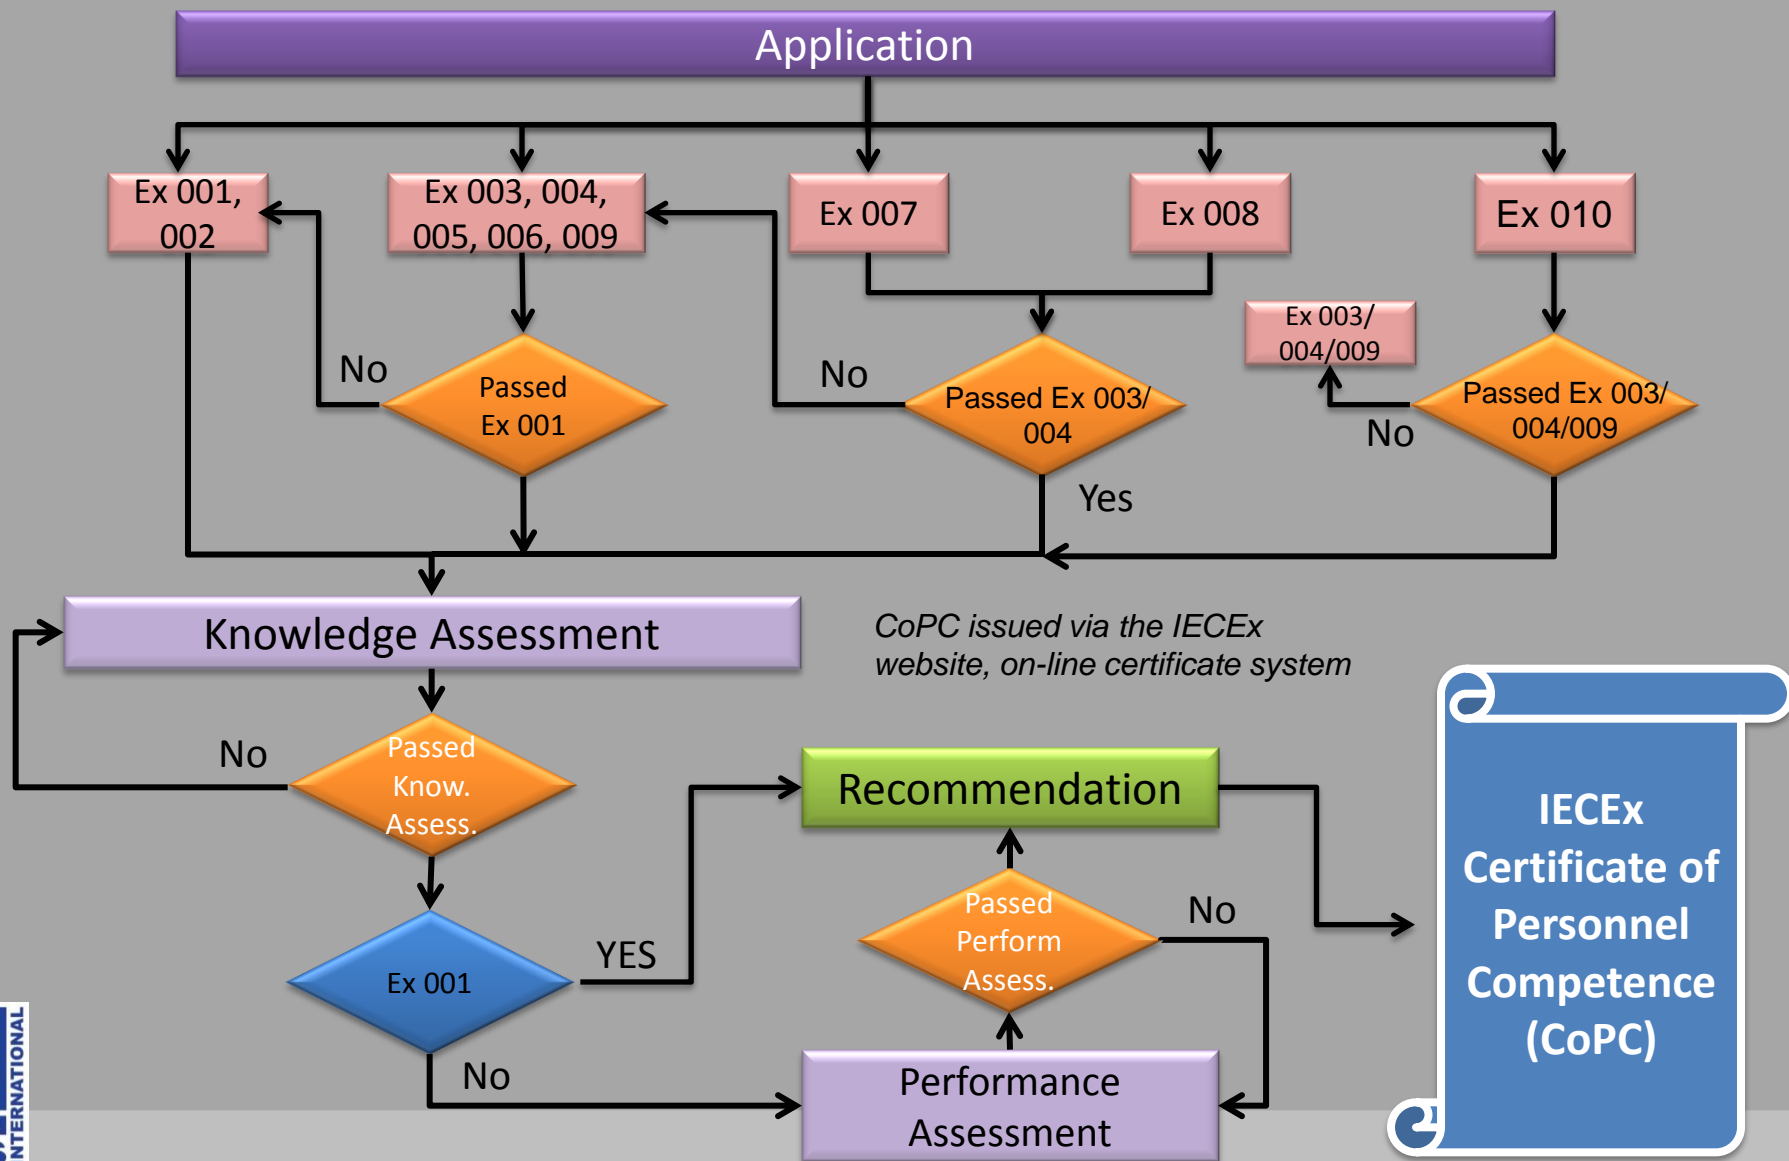 Application
Ex 001,
002
Ex 003, 004,
005, 006, 009
Ex 007
Ex 008
Ex 010
Ex 003/
004/009
No
Passed
Ex 001
No
Passed Ex 003/
004
No
Passed Ex 003/
004/009
Yes
Knowledge Assessment
CoPC issued via the IECEx
website, on-line certificate system
No
Passed
Know.
Assess.
Recommendation
IECEx
Certificate of
Personnel
Competence
(CoPC)
Passed
Perform
Assess.
No
YES
Ex 001
No
Performance
Assessment
INTERNATIONAL